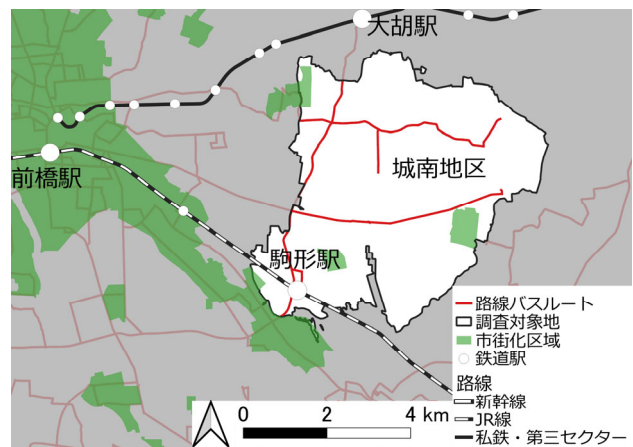 大胡駅
城南地区
前橋駅
駒形駅
路線バスルート
調査対象地
市街化区域
鉄道駅
路線
新幹線
JR線
私鉄・第三セクター
0 2 4 km